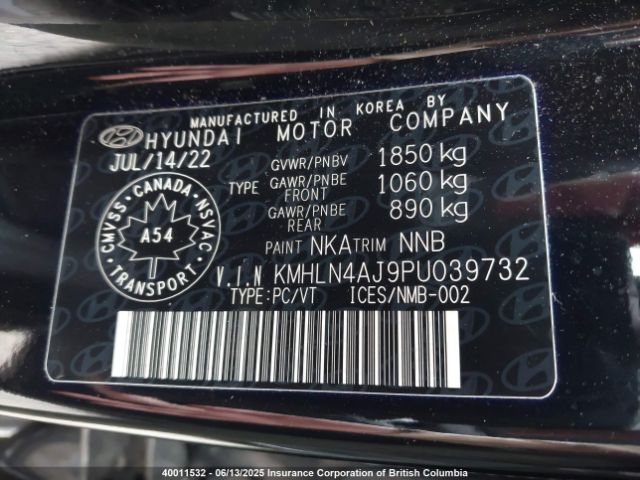 MANUFACTURED IN KOREA BY
HYUNDAI MOTOR COMPANY
JUL/14/22
GVWR/PNBV 1850 kg
TYPE GAWR/PNBE FRONT 1060 kg
GAWR/PNBE REAR 890 kg
CANADA
CMVSS NSVAC
A54
TRANSPORT
PAINT NKA TRIM NNB
V.I.N KMHLN4AJ9PU039732
TYPE:PC/VT ICES/NMB-002
40011532 - 06/13/2025 Insurance Corporation of British Columbia